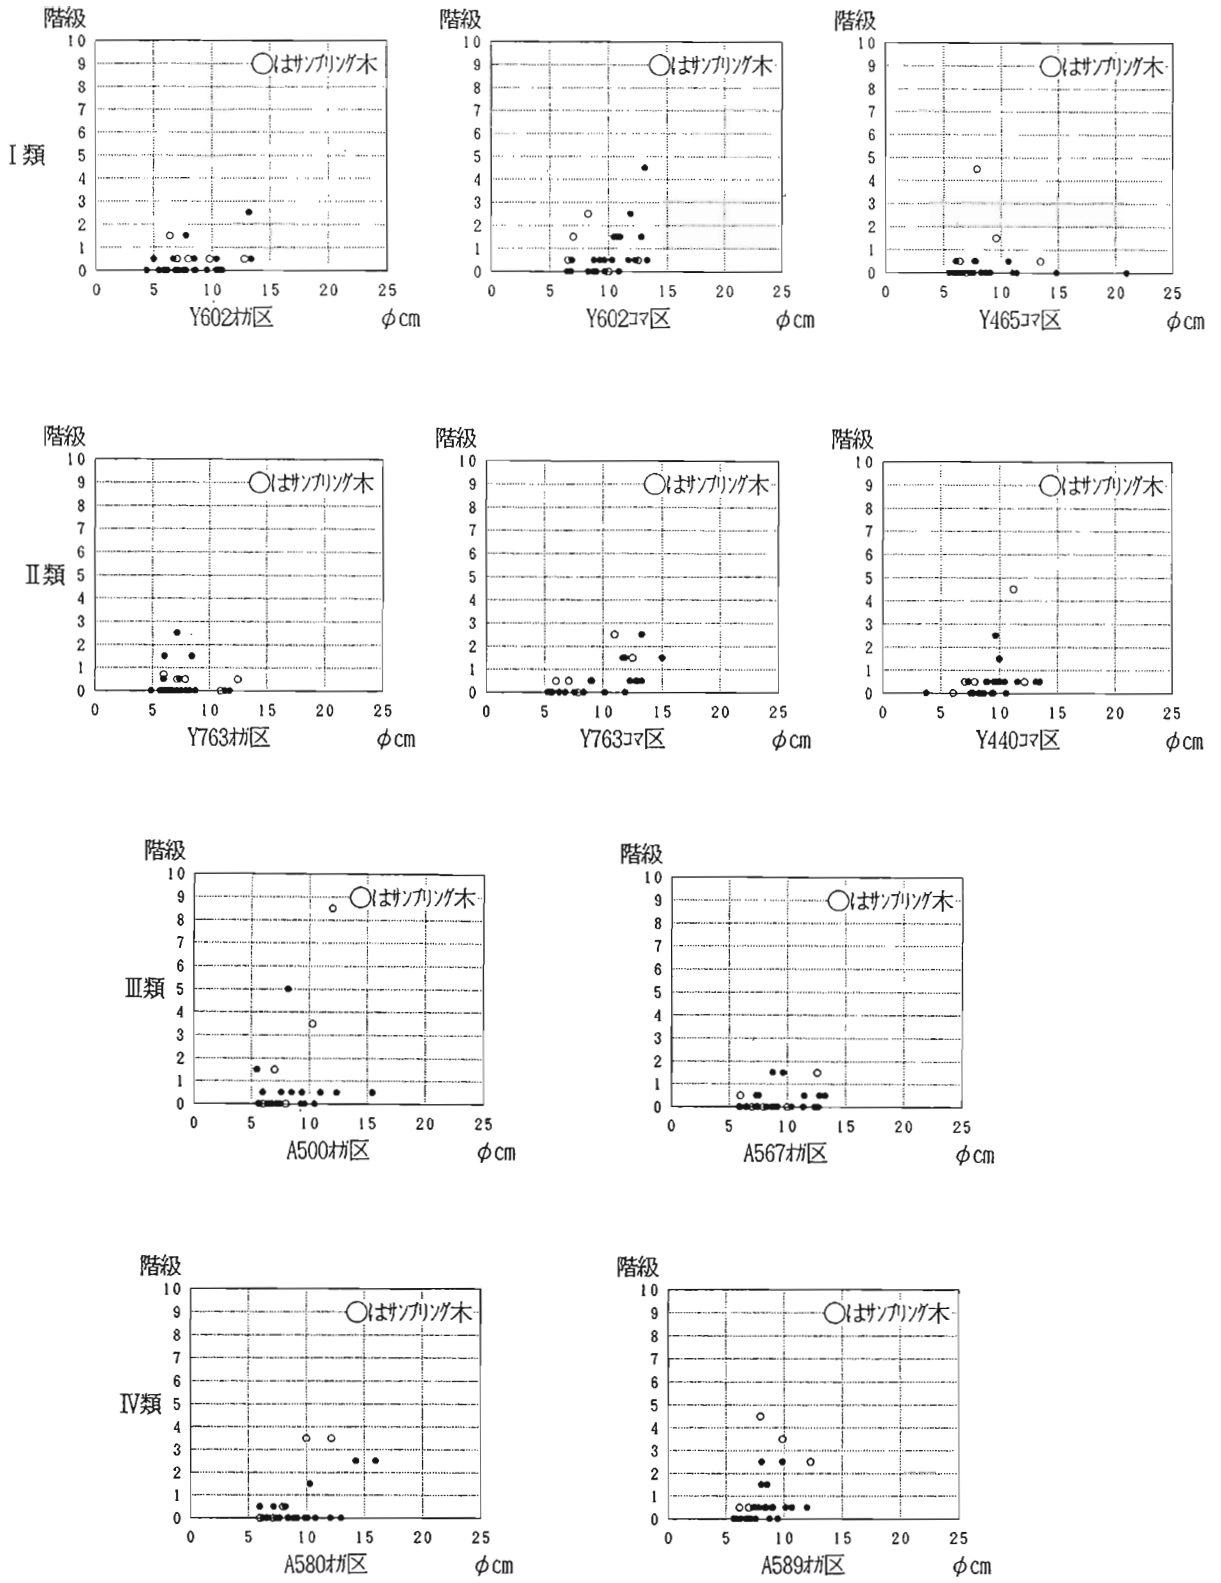 階級 階級 階級
10 10 10
9 ○はサンプリング木 9 ○はサンプリング木 9 ○はサンプリング木
8 8 8
7 7 7
6 6 6
Ⅰ類 5 5 5
4 4 4
3 3 3
2 2 2
1 1 1
0 0 0
0 5 10 15 20 25 0 5 10 15 20 25 0 5 10 15 20 25
Y602オガ区 φcm Y602コマ区 φcm Y465コマ区 φcm
階級 階級 階級
10 10 10
9 ○はサンプリング木 9 ○はサンプリング木 9 ○はサンプリング木
8 8 8
7 7 7
6 6 6
Ⅱ類 5 5 5
4 4 4
3 3 3
2 2 2
1 1 1
0 0 0
0 5 10 15 20 25 0 5 10 15 20 25 0 5 10 15 20 25
Y763オガ区 φcm Y763コマ区 φcm Y440コマ区 φcm
階級 階級
10 10
9 ○はサンプリング木 9 ○はサンプリング木
8 8
7 7
6 6
Ⅲ類 5 5
4 4
3 3
2 2
1 1
0 0
0 5 10 15 20 25 0 5 10 15 20 25
A500オガ区 φcm A567オガ区 φcm
階級 階級
10 10
9 ○はサンプリング木 9 ○はサンプリング木
8 8
7 7
6 6
Ⅳ類 5 5
4 4
3 3
2 2
1 1
0 0
0 5 10 15 20 25 0 5 10 15 20 25
A580オガ区 φcm A589オガ区 φcm